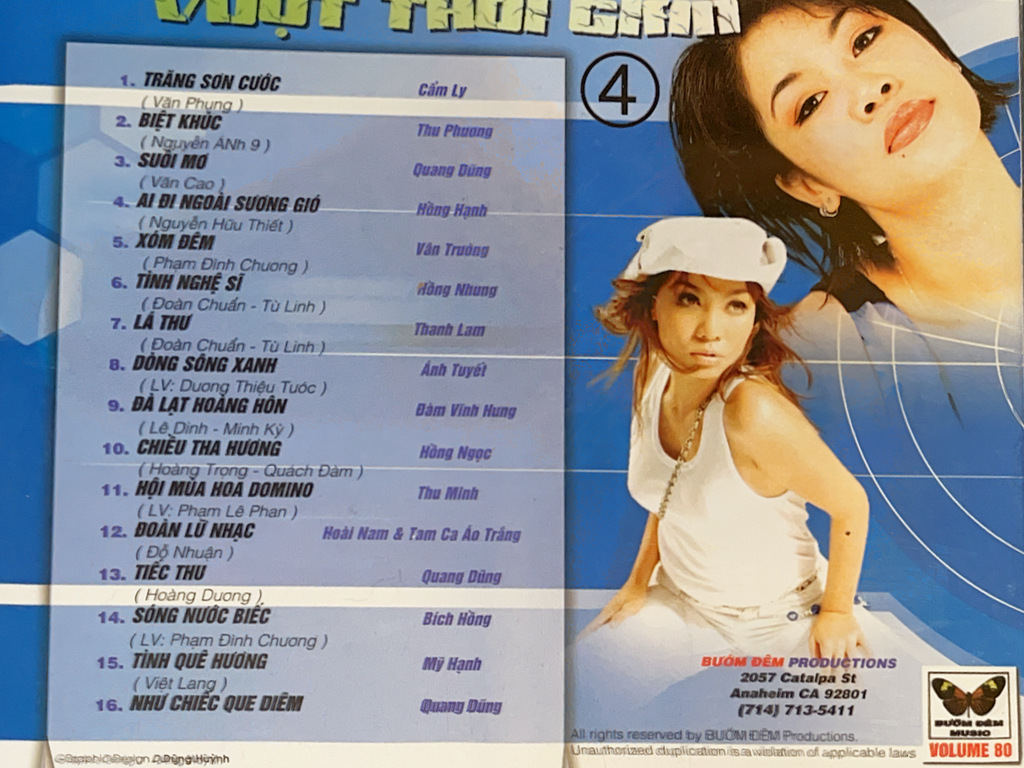 VƯỢT THỜI GIAN
4
1. TRĂNG SƠN CƯỚC Cẩm Ly
( Văn Phụng )
2. BIỆT KHÚC Thu Phương
( Nguyễn ÁNh 9 )
3. SUỐI MƠ Quang Dũng
( Văn Cao )
4. AI ĐI NGOÀI SƯƠNG GIÓ Hồng Hạnh
( Nguyễn Hữu Thiết )
5. XÓM ĐÊM Vân Trường
( Phạm Đình Chương )
6. TÌNH NGHỆ SĨ Hồng Nhung
( Đoàn Chuẩn - Từ Linh )
7. LÁ THƯ Thanh Lam
( Đoàn Chuẩn - Từ Linh )
8. DÒNG SÔNG XANH Ánh Tuyết
( LV: Dương Thiệu Tước )
9. ĐÀ LẠT HOÀNG HÔN Đàm Vĩnh Hưng
( Lê Dinh - Minh Kỳ )
10. CHIỀU THA HƯƠNG Hồng Ngọc
( Hoàng Trọng - Quách Đàm )
11. HỘI MÙA HOA DOMINO Thu Minh
( LV: Phạm Lê Phan )
12. ĐOÀN LỮ NHẠC Hoài Nam & Tam Ca Áo Trắng
( Đỗ Nhuận )
13. TIẾC THU Quang Dũng
( Hoàng Dương )
14. SÓNG NƯỚC BIẾC Bích Hồng
( LV: Phạm Đình Chương )
15. TÌNH QUÊ HƯƠNG Mỹ Hạnh
( Việt Lang )
16. NHƯ CHIẾC QUE DIÊM Quang Dũng
BƯỚM ĐÊM PRODUCTIONS
2057 Catalpa St
Anaheim CA 92801
(714) 713-5411
All rights reserved by BƯỚM ĐÊM Productions.
Unauthorized duplication is a violation of applicable laws
BƯỚM ĐÊM
MUSIC
VOLUME 80
Graphic Design Dũng Huỳnh